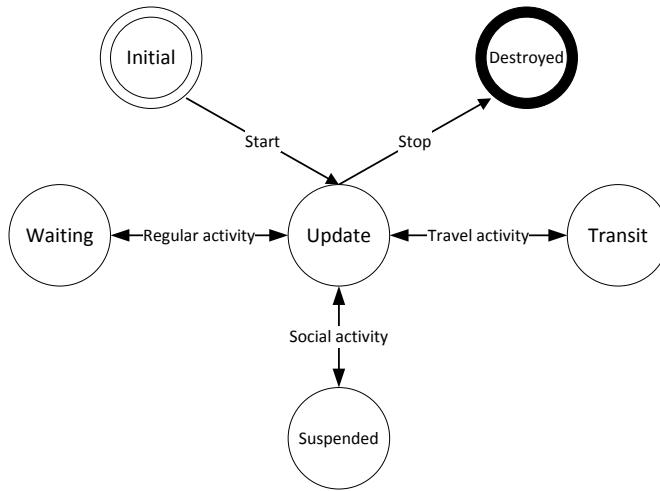 Initial
Destroyed
Start
Stop
Waiting
Regular activity
Update
Travel activity
Transit
Social activity
Suspended